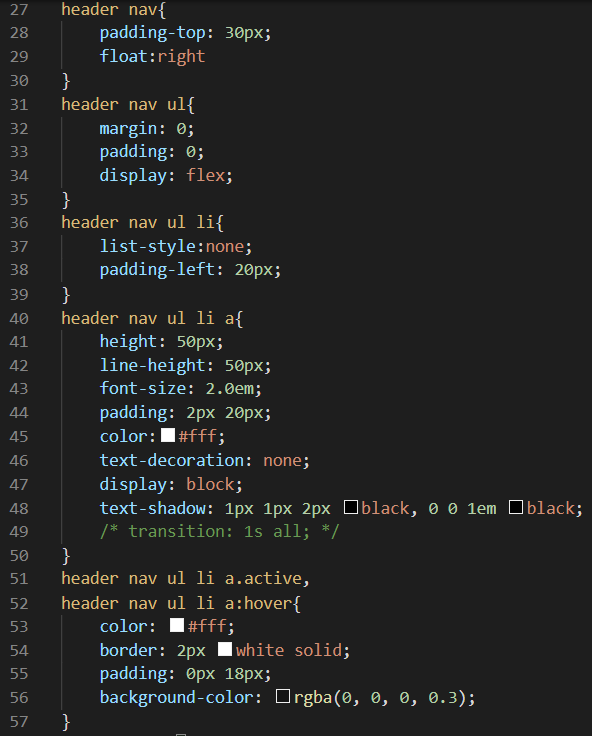 27 header nav{
28 padding-top: 30px;
29 float:right
30 }
31 header nav ul{
32 margin: 0;
33 padding: 0;
34 display: flex;
35 }
36 header nav ul li{
37 list-style:none;
38 padding-left: 20px;
39 }
40 header nav ul li a{
41 height: 50px;
42 line-height: 50px;
43 font-size: 2.0em;
44 padding: 2px 20px;
45 color:#fff;
46 text-decoration: none;
47 display: block;
48 text-shadow: 1px 1px 2px black, 0 0 1em black;
49 /* transition: 1s all; */
50 }
51 header nav ul li a.active,
52 header nav ul li a:hover{
53 color: #fff;
54 border: 2px white solid;
55 padding: 0px 18px;
56 background-color: rgba(0, 0, 0, 0.3);
57 }